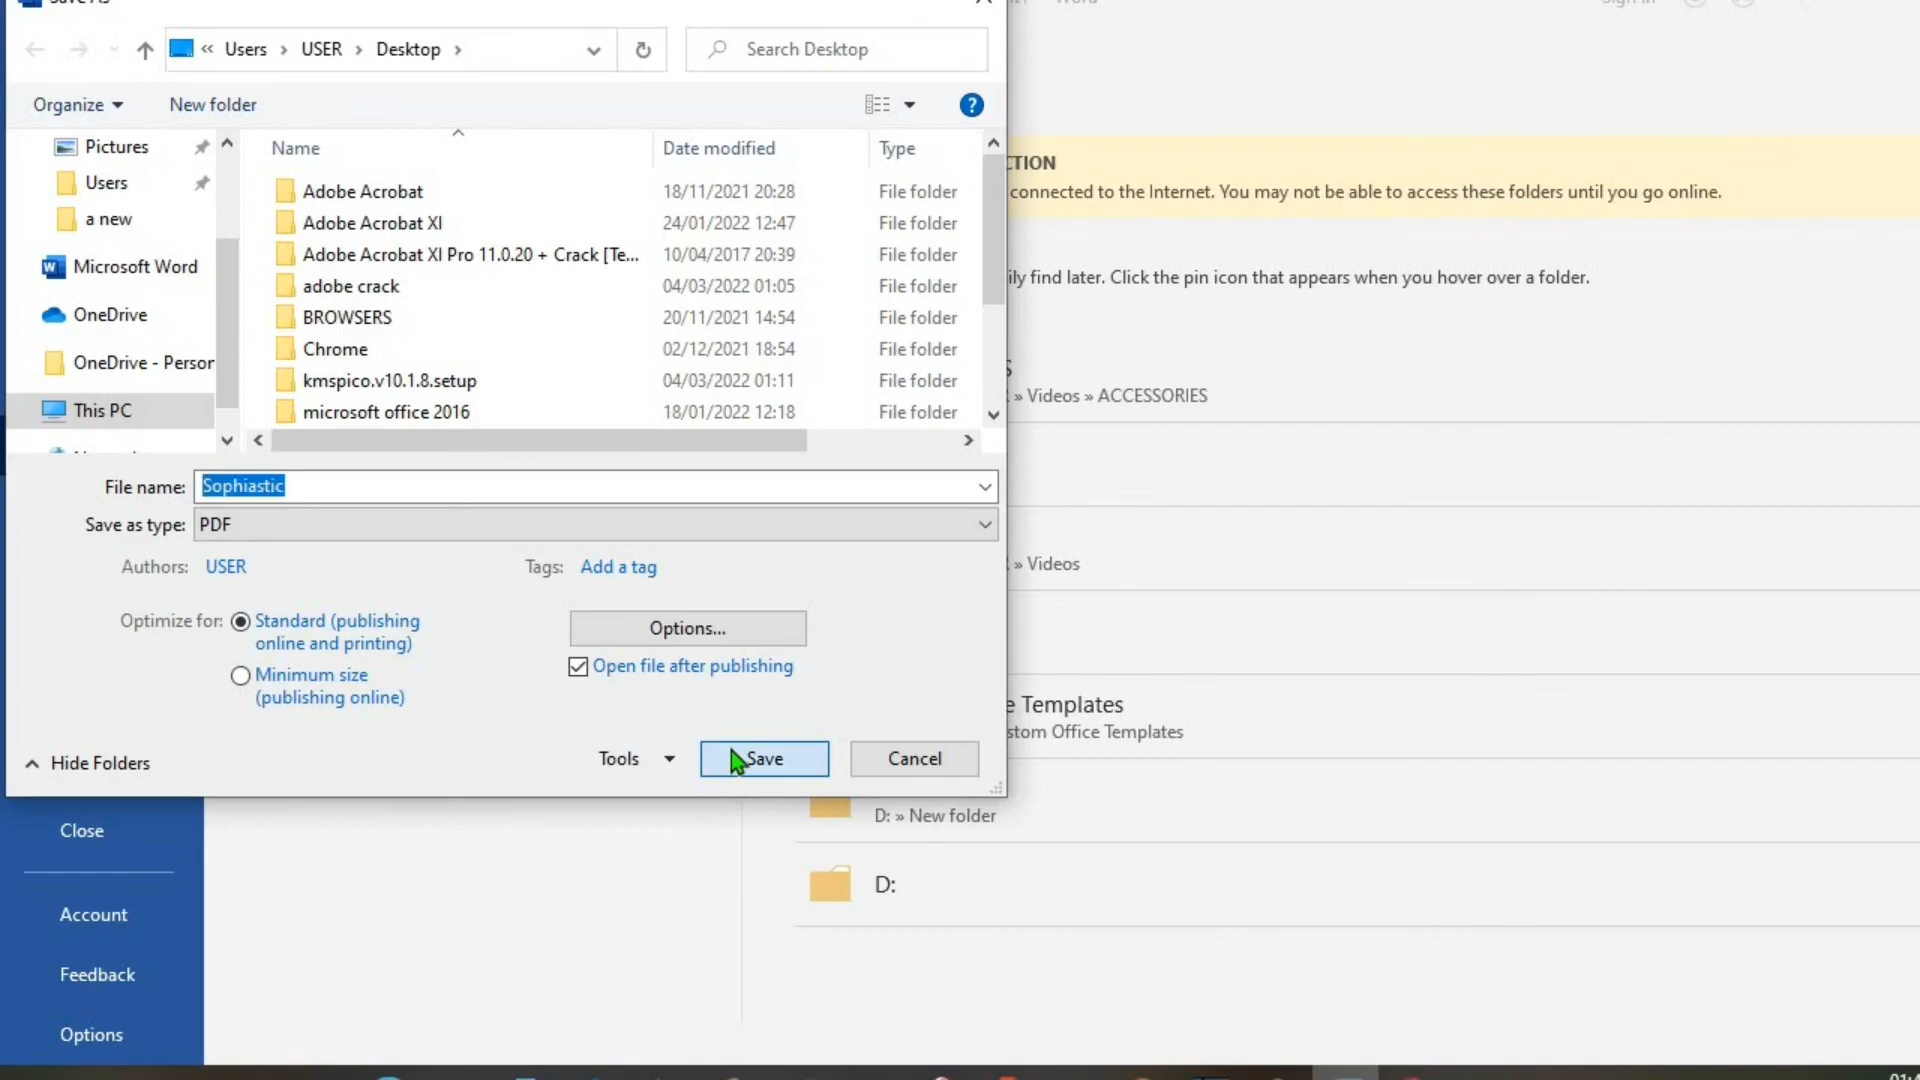 Save As
Word
Sign in
« Users › USER › Desktop ›
Search Desktop
Organize
New folder
Name
Date modified
Type
Pictures
Users
a new
Microsoft Word
OneDrive
OneDrive - Person
This PC
Adobe Acrobat 18/11/2021 20:28 File folder
Adobe Acrobat XI 24/01/2022 12:47 File folder
Adobe Acrobat XI Pro 11.0.20 + Crack [Te... 10/04/2017 20:39 File folder
adobe crack 04/03/2022 01:05 File folder
BROWSERS 20/11/2021 14:54 File folder
Chrome 02/12/2021 18:54 File folder
kmspico.v10.1.8.setup 04/03/2022 01:11 File folder
microsoft office 2016 18/01/2022 12:18 File folder
File name: Sophiastic
Save as type: PDF
Authors: USER
Tags: Add a tag
Optimize for: Standard (publishing
online and printing)
Minimum size
(publishing online)
Options...
Open file after publishing
Hide Folders
Tools
Save
Cancel
CTION
connected to the Internet. You may not be able to access these folders until you go online.
ily find later. Click the pin icon that appears when you hover over a folder.
S
» Videos » ACCESSORIES
» Videos
e Templates
stom Office Templates
D: » New folder
D:
Close
Account
Feedback
Options